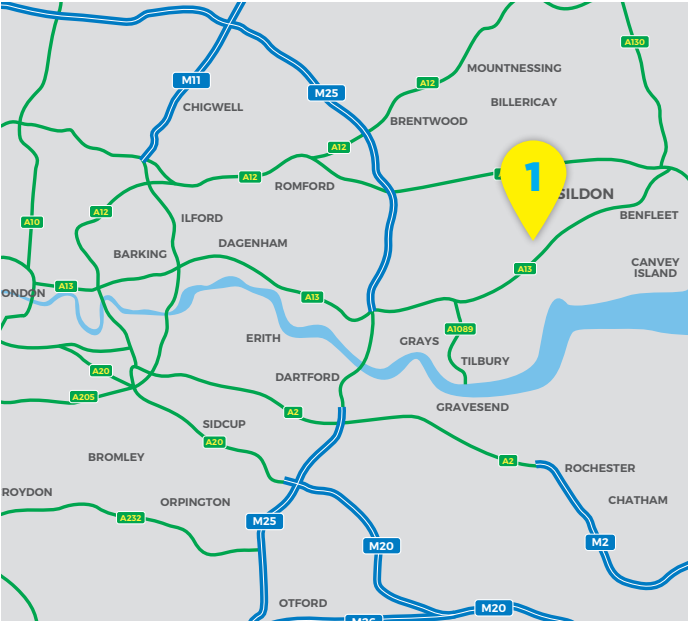 A130
MOUNTNESSING
M11
A12
M25
BILLERICAY
CHIGWELL
BRENTWOOD
A12
A12
ROMFORD
1
SILDON
A12
ILFORD
BENFLEET
A10
DAGENHAM
BARKING
CANVEY
ISLAND
A13
A13
ONDON
A13
A1089
ERITH
GRAYS
TILBURY
A20
DARTFORD
A205
A2
GRAVESEND
SIDCUP
A20
BROMLEY
A2
ROCHESTER
ROYDON
ORPINGTON
CHATHAM
A232
M25
M20
M2
OTFORD
M20
M26